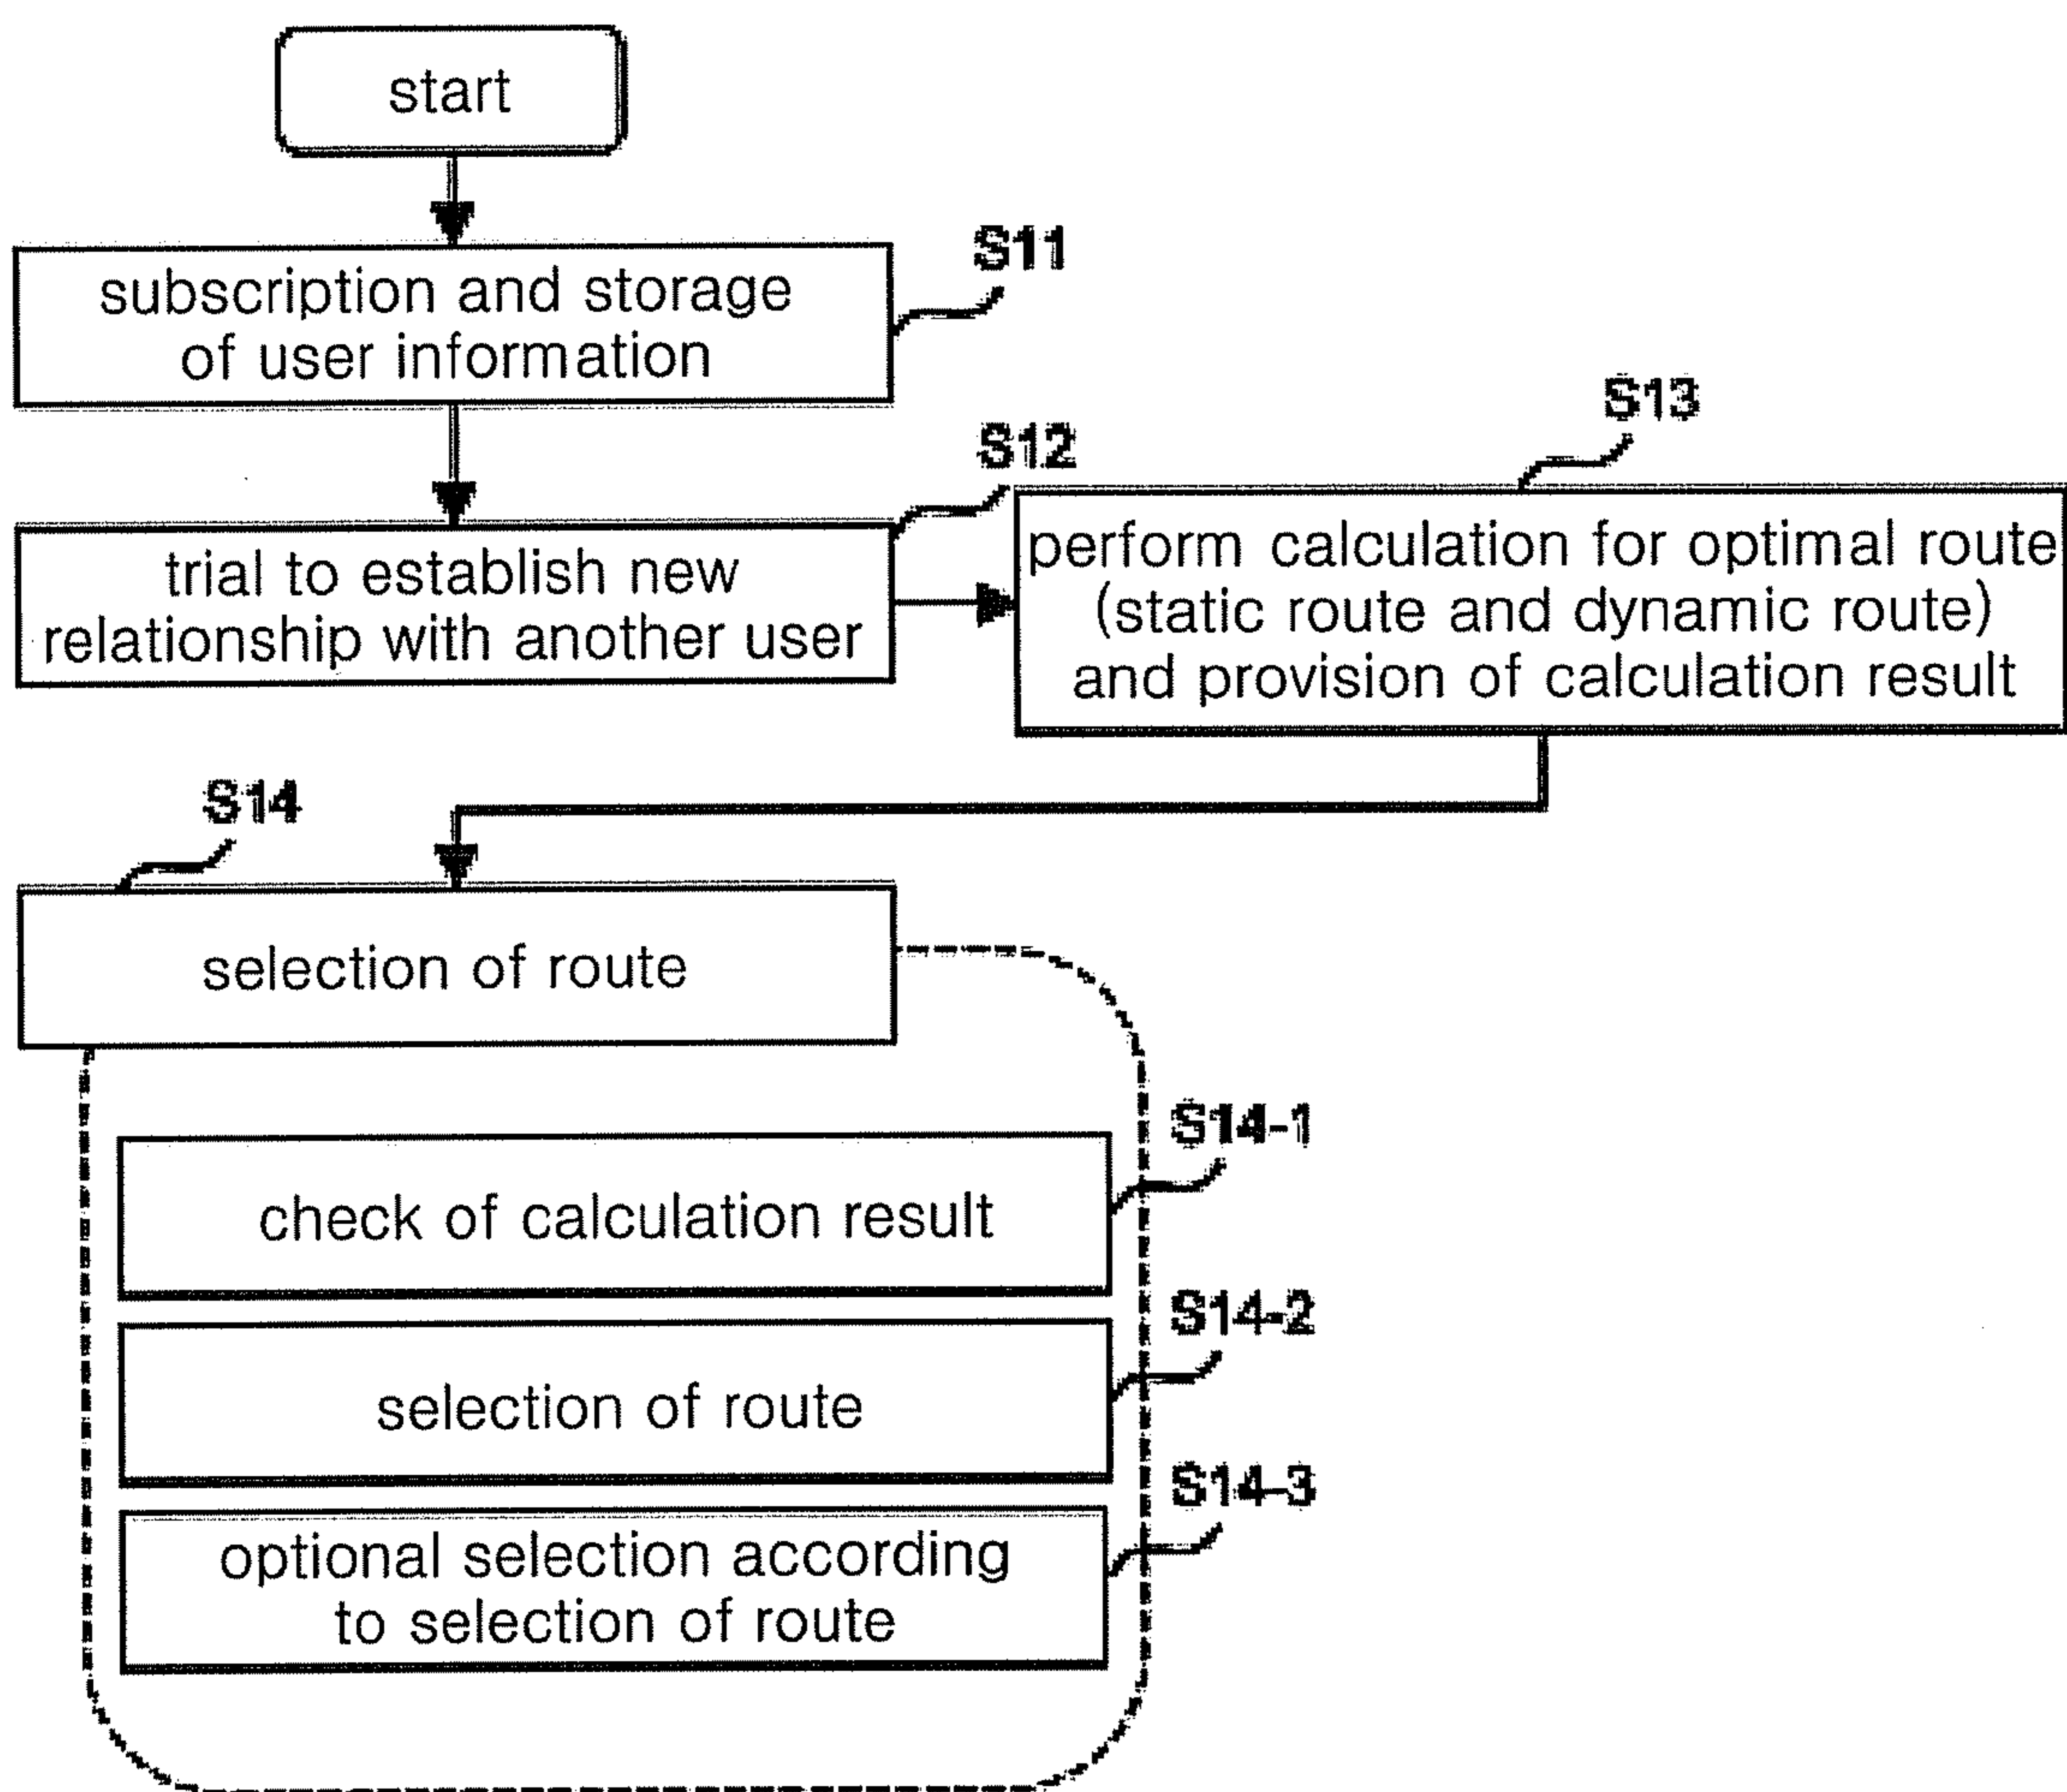 start
S11
subscription and storage
of user information
S12
trial to establish new
relationship with another user
S13
perform calculation for optimal route
(static route and dynamic route)
and provision of calculation result
S14
selection of route
S14-1
check of calculation result
S14-2
selection of route
S14-3
optional selection according
to selection of route